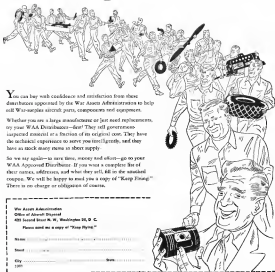 You can buy with confidence and satisfaction from these
distributors appointed by the War Assets Administration to help
sell War-surplus aircraft parts, components and equipment.
Whether you are a large manufacturer or just need replacements,
try your WAA Distributors—first! They sell government-
inspected material at a fraction of its original cost. They have
the technical experience to serve you intelligently, and they
have in stock many items in short supply.
So we say again—to save time, money and effort—go to your
WAA Approved Distributor. If you want a complete list of
their names, addresses, and what they sell, fill in the attached
coupon. We will be happy to mail you a copy of "Keep Flying."
There is no charge or obligation of course.
War Assets Administration
Office of Aircraft Disposal
425 Second Street N. W., Washington 25, D. C.
Please send me a copy of "Keep Flying."
Name
Street
City
State